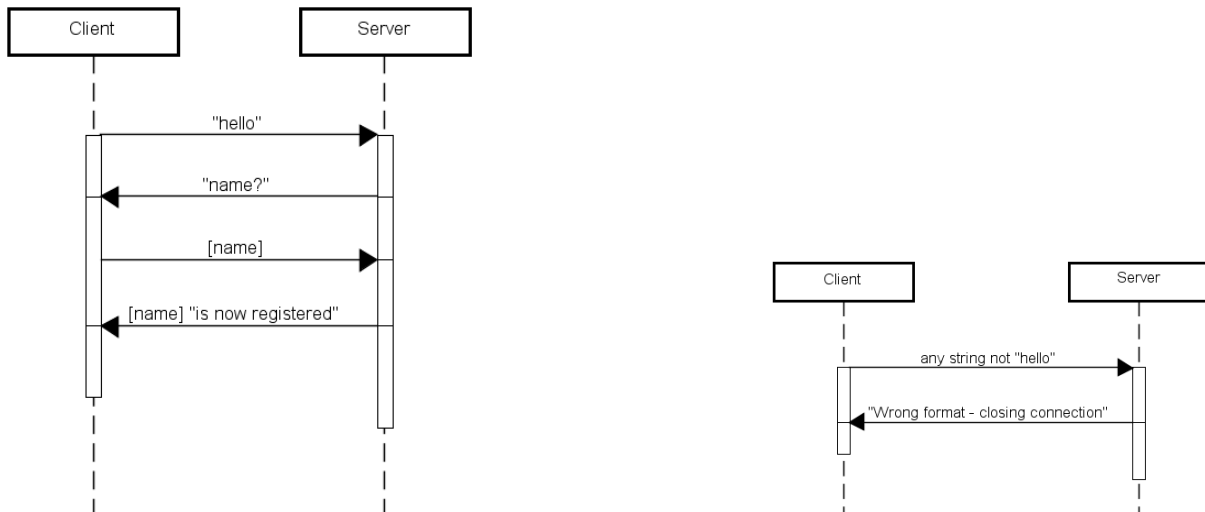 Client
Server
"hello"
"name?"
[name]
[name] "is now registered"
Client
Server
any string not "hello"
"Wrong format - closing connection"